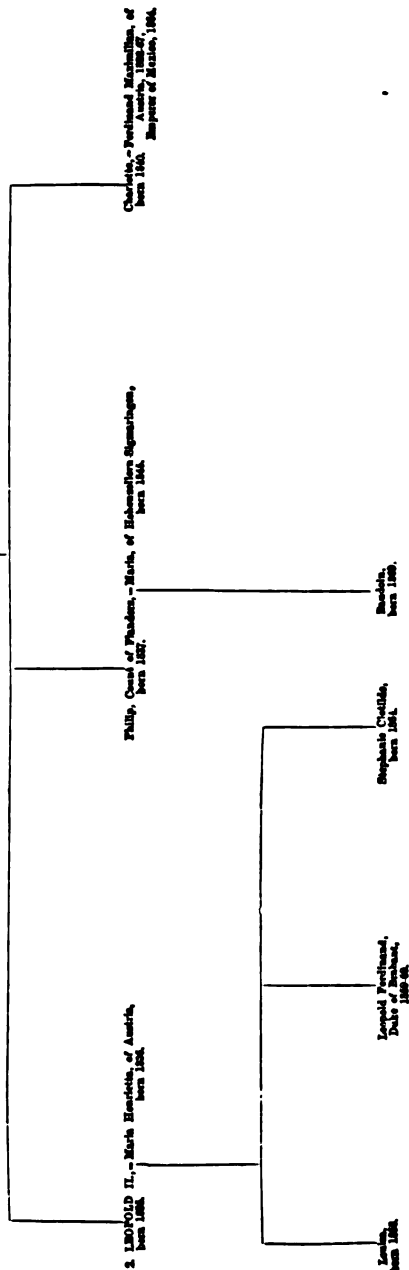 2. LEOPOLD II., = Maria Henrietta, of Austria,
born 1835. born 1836.
Philip, Count of Flanders, = Maria, of Hohenzollern Sigmaringen,
born 1837. born 1846.
Charlotte, = Ferdinand Maximilian, of
born 1840. Austria, 1832-67,
Emperor of Mexico, 1864.
Louisa,
born 1858.
Leopold Ferdinand,
Duke of Brabant,
1859-69.
Stephanie Clotilde,
born 1864.
Baudoin,
born 1869.